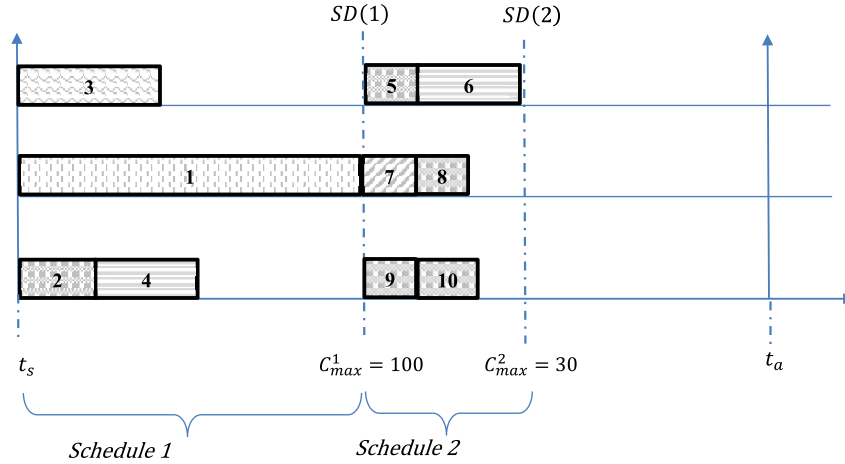 SD(1) SD(2)
3 5 6
1 7 8
2 4 9 10
t_s C^1_max = 100 C^2_max = 30 t_a
Schedule 1 Schedule 2